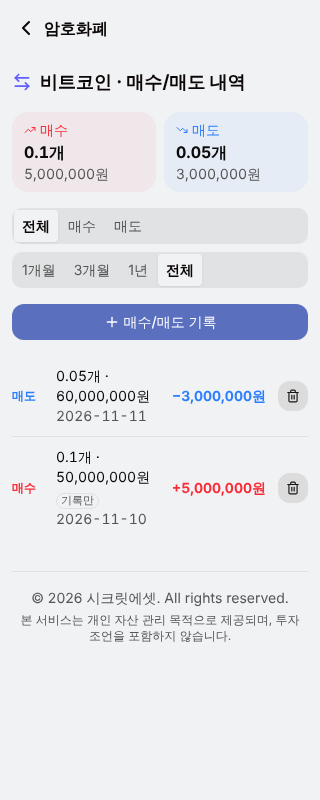 암호화폐
비트코인 · 매수/매도 내역
매수
0.1개
5,000,000원
매도
0.05개
3,000,000원
전체 매수 매도
1개월 3개월 1년 전체
+ 매수/매도 기록
매도
0.05개 ·
60,000,000원
2026-11-11
−3,000,000원
매수
0.1개 ·
50,000,000원
기록만
2026-11-10
+5,000,000원
© 2026 시크릿에셋. All rights reserved.
본 서비스는 개인 자산 관리 목적으로 제공되며, 투자
조언을 포함하지 않습니다.